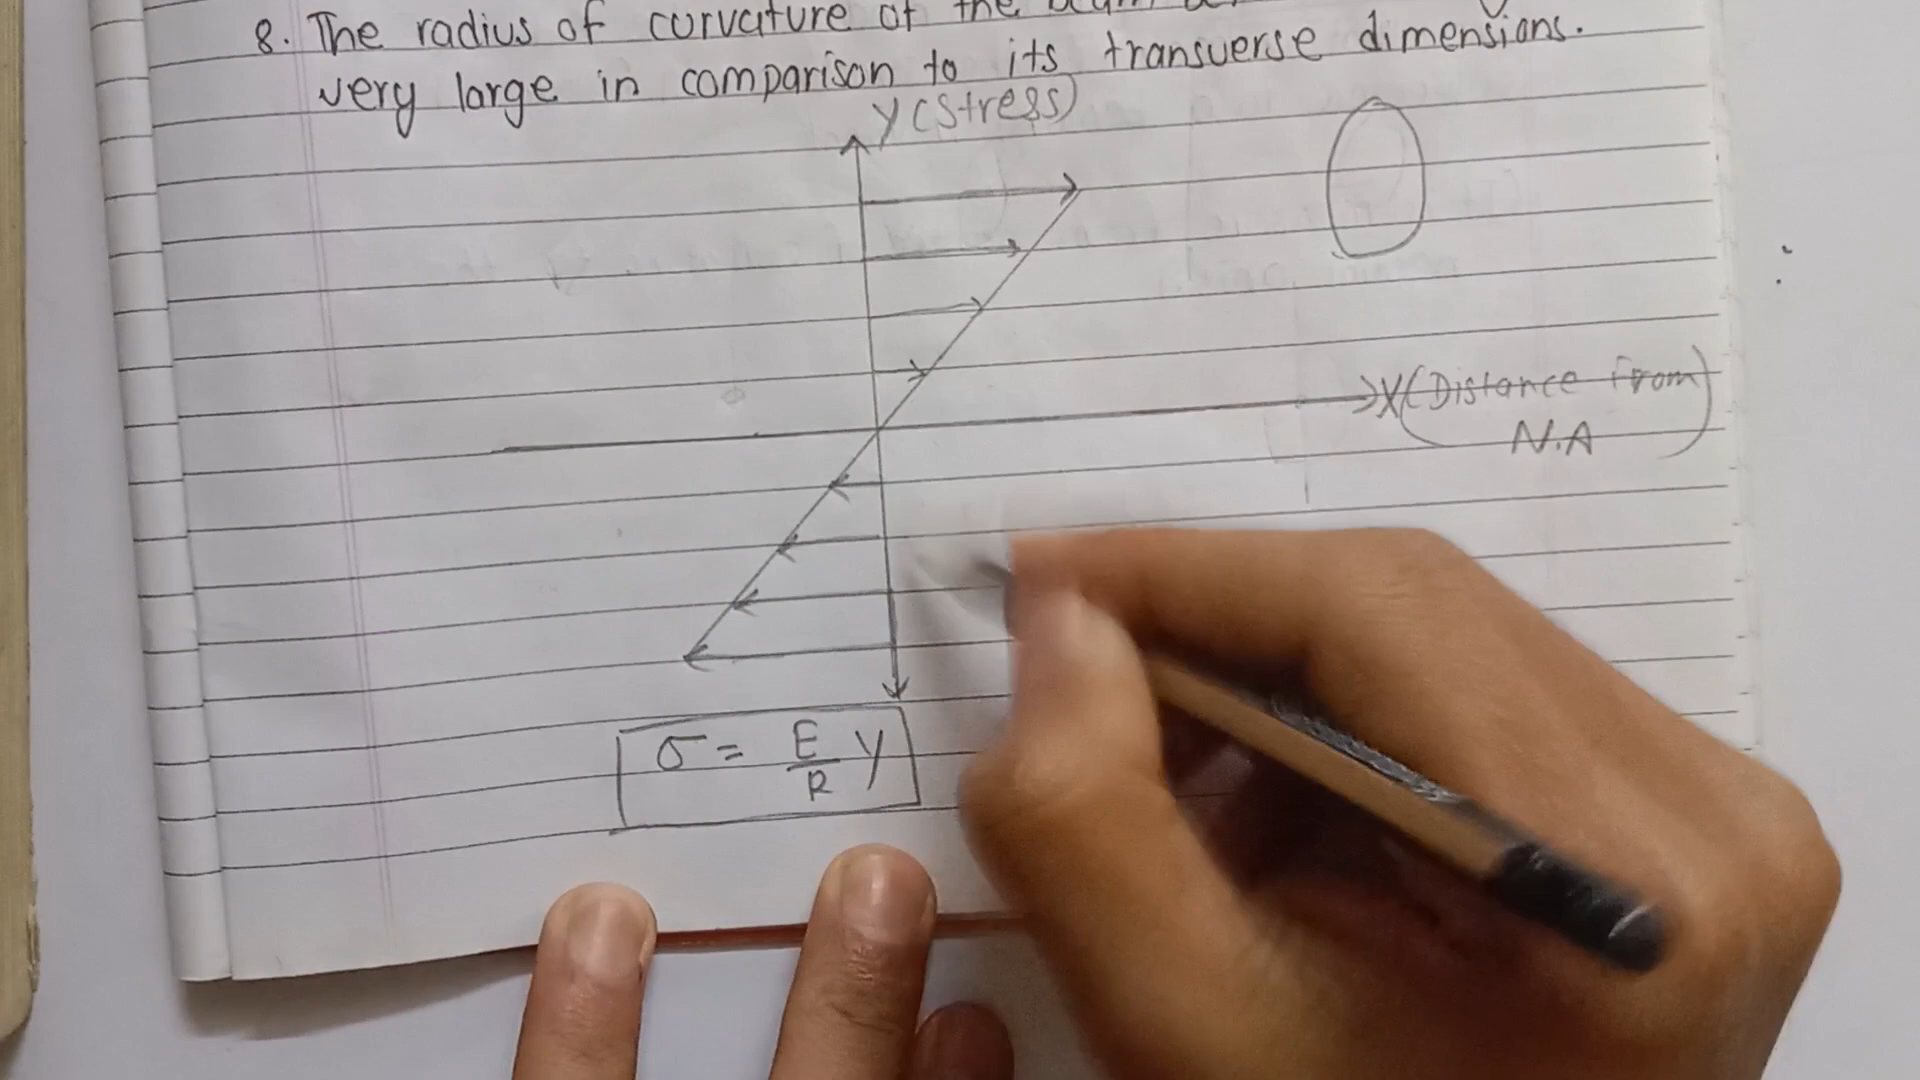 8. The radius of curvature of the
very large in comparison to its transverse dimensions.
Y (Stress)
X (Distance from
N.A)
σ = E/R y